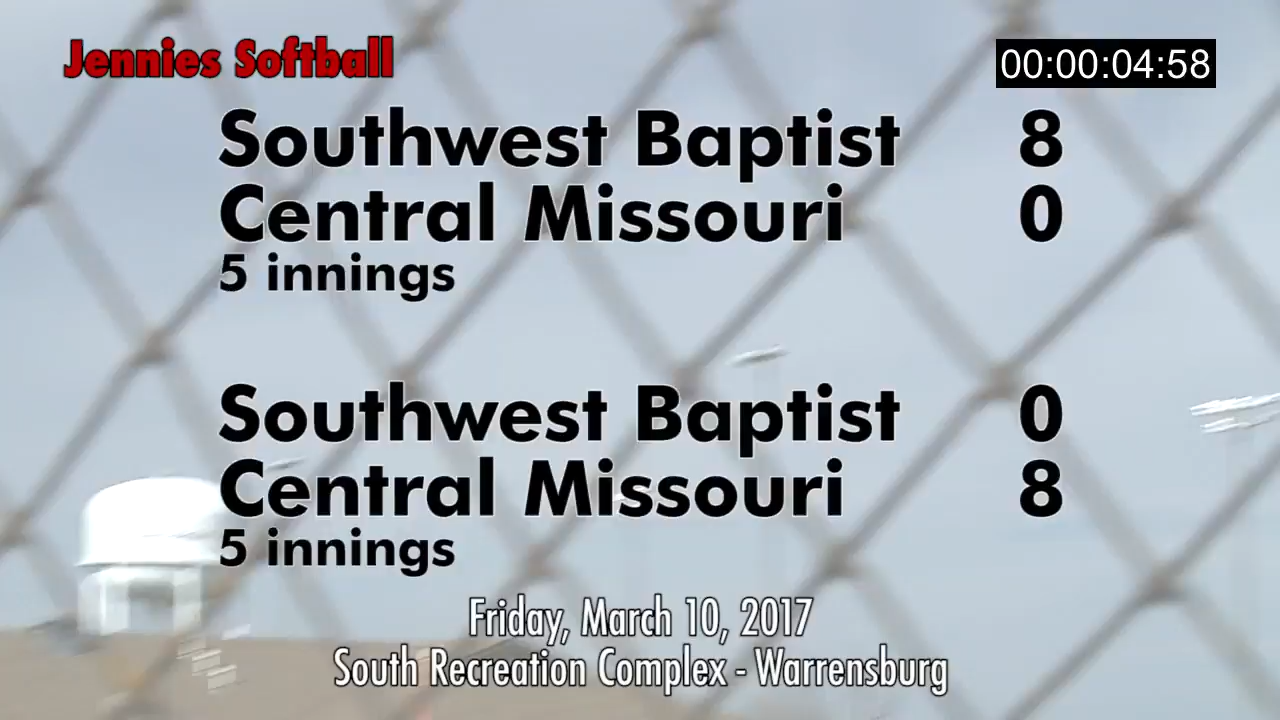 Jennies Softball
00:00:04:58
Southwest Baptist 8
Central Missouri 0
5 innings
Southwest Baptist 0
Central Missouri 8
5 innings
Friday, March 10, 2017
South Recreation Complex - Warrensburg